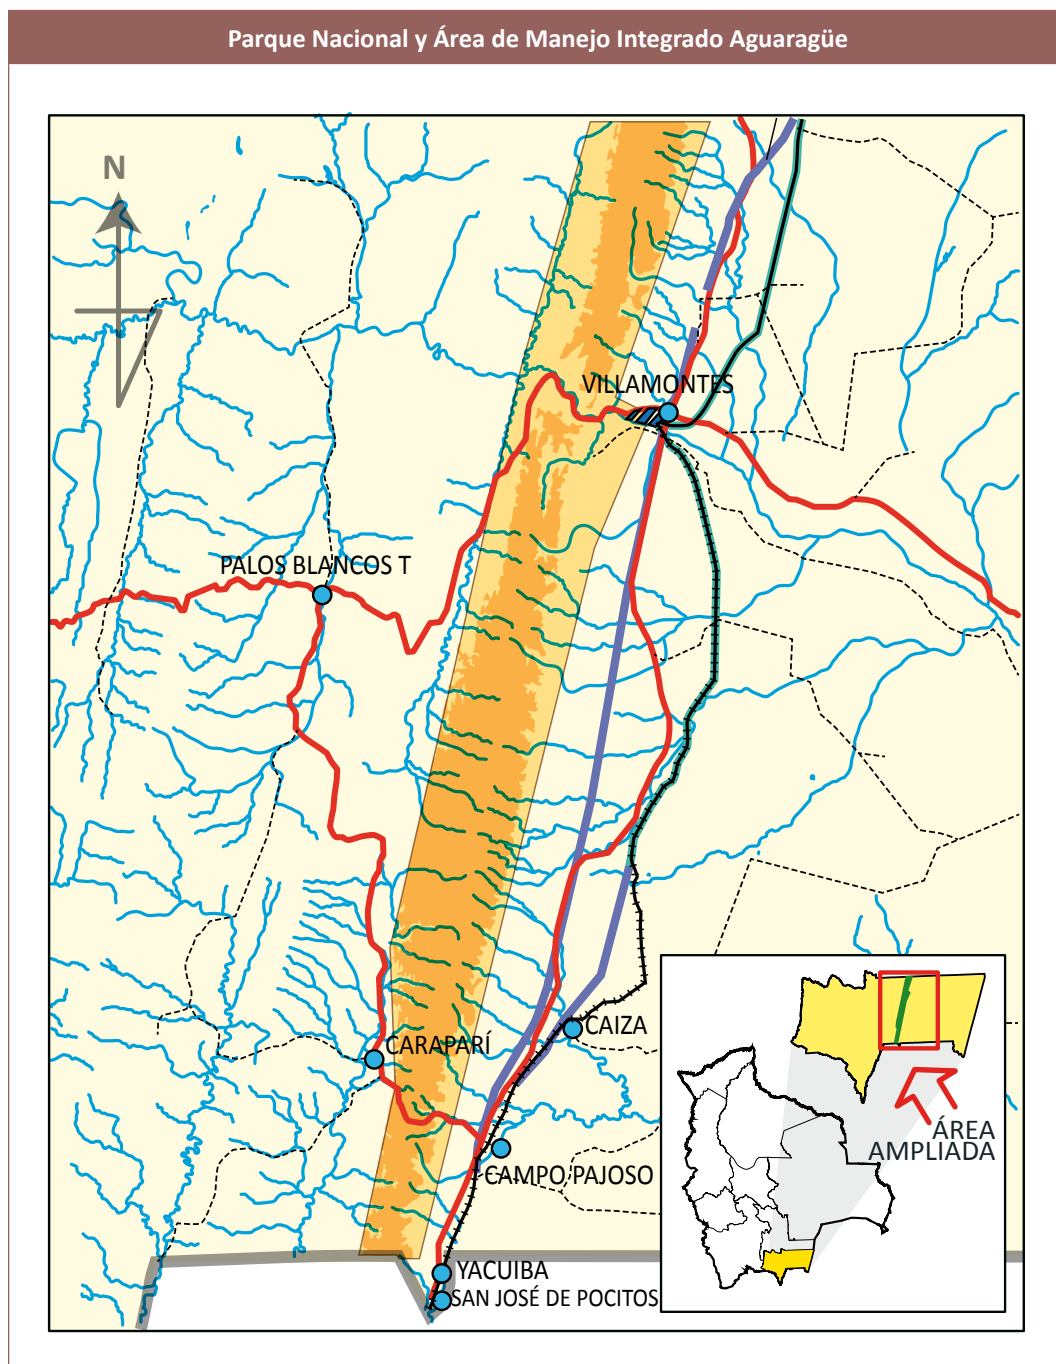 Parque Nacional y Área de Manejo Integrado Aguaragüe
N
VILLAMONTES
PALOS BLANCOS T
CAIZA
CARAPARÍ
ÁREA
AMPLIADA
CAMPO PAJOSO
YACUIBA
SAN JOSÉ DE POCITOS